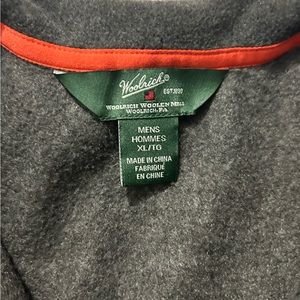 Woolrich®
EST.1830
WOOLRICH WOOLEN MILLS
WOOLRICH, PA
MENS
HOMMES
XL/TG
MADE IN CHINA
FABRIQUÉ
EN CHINE